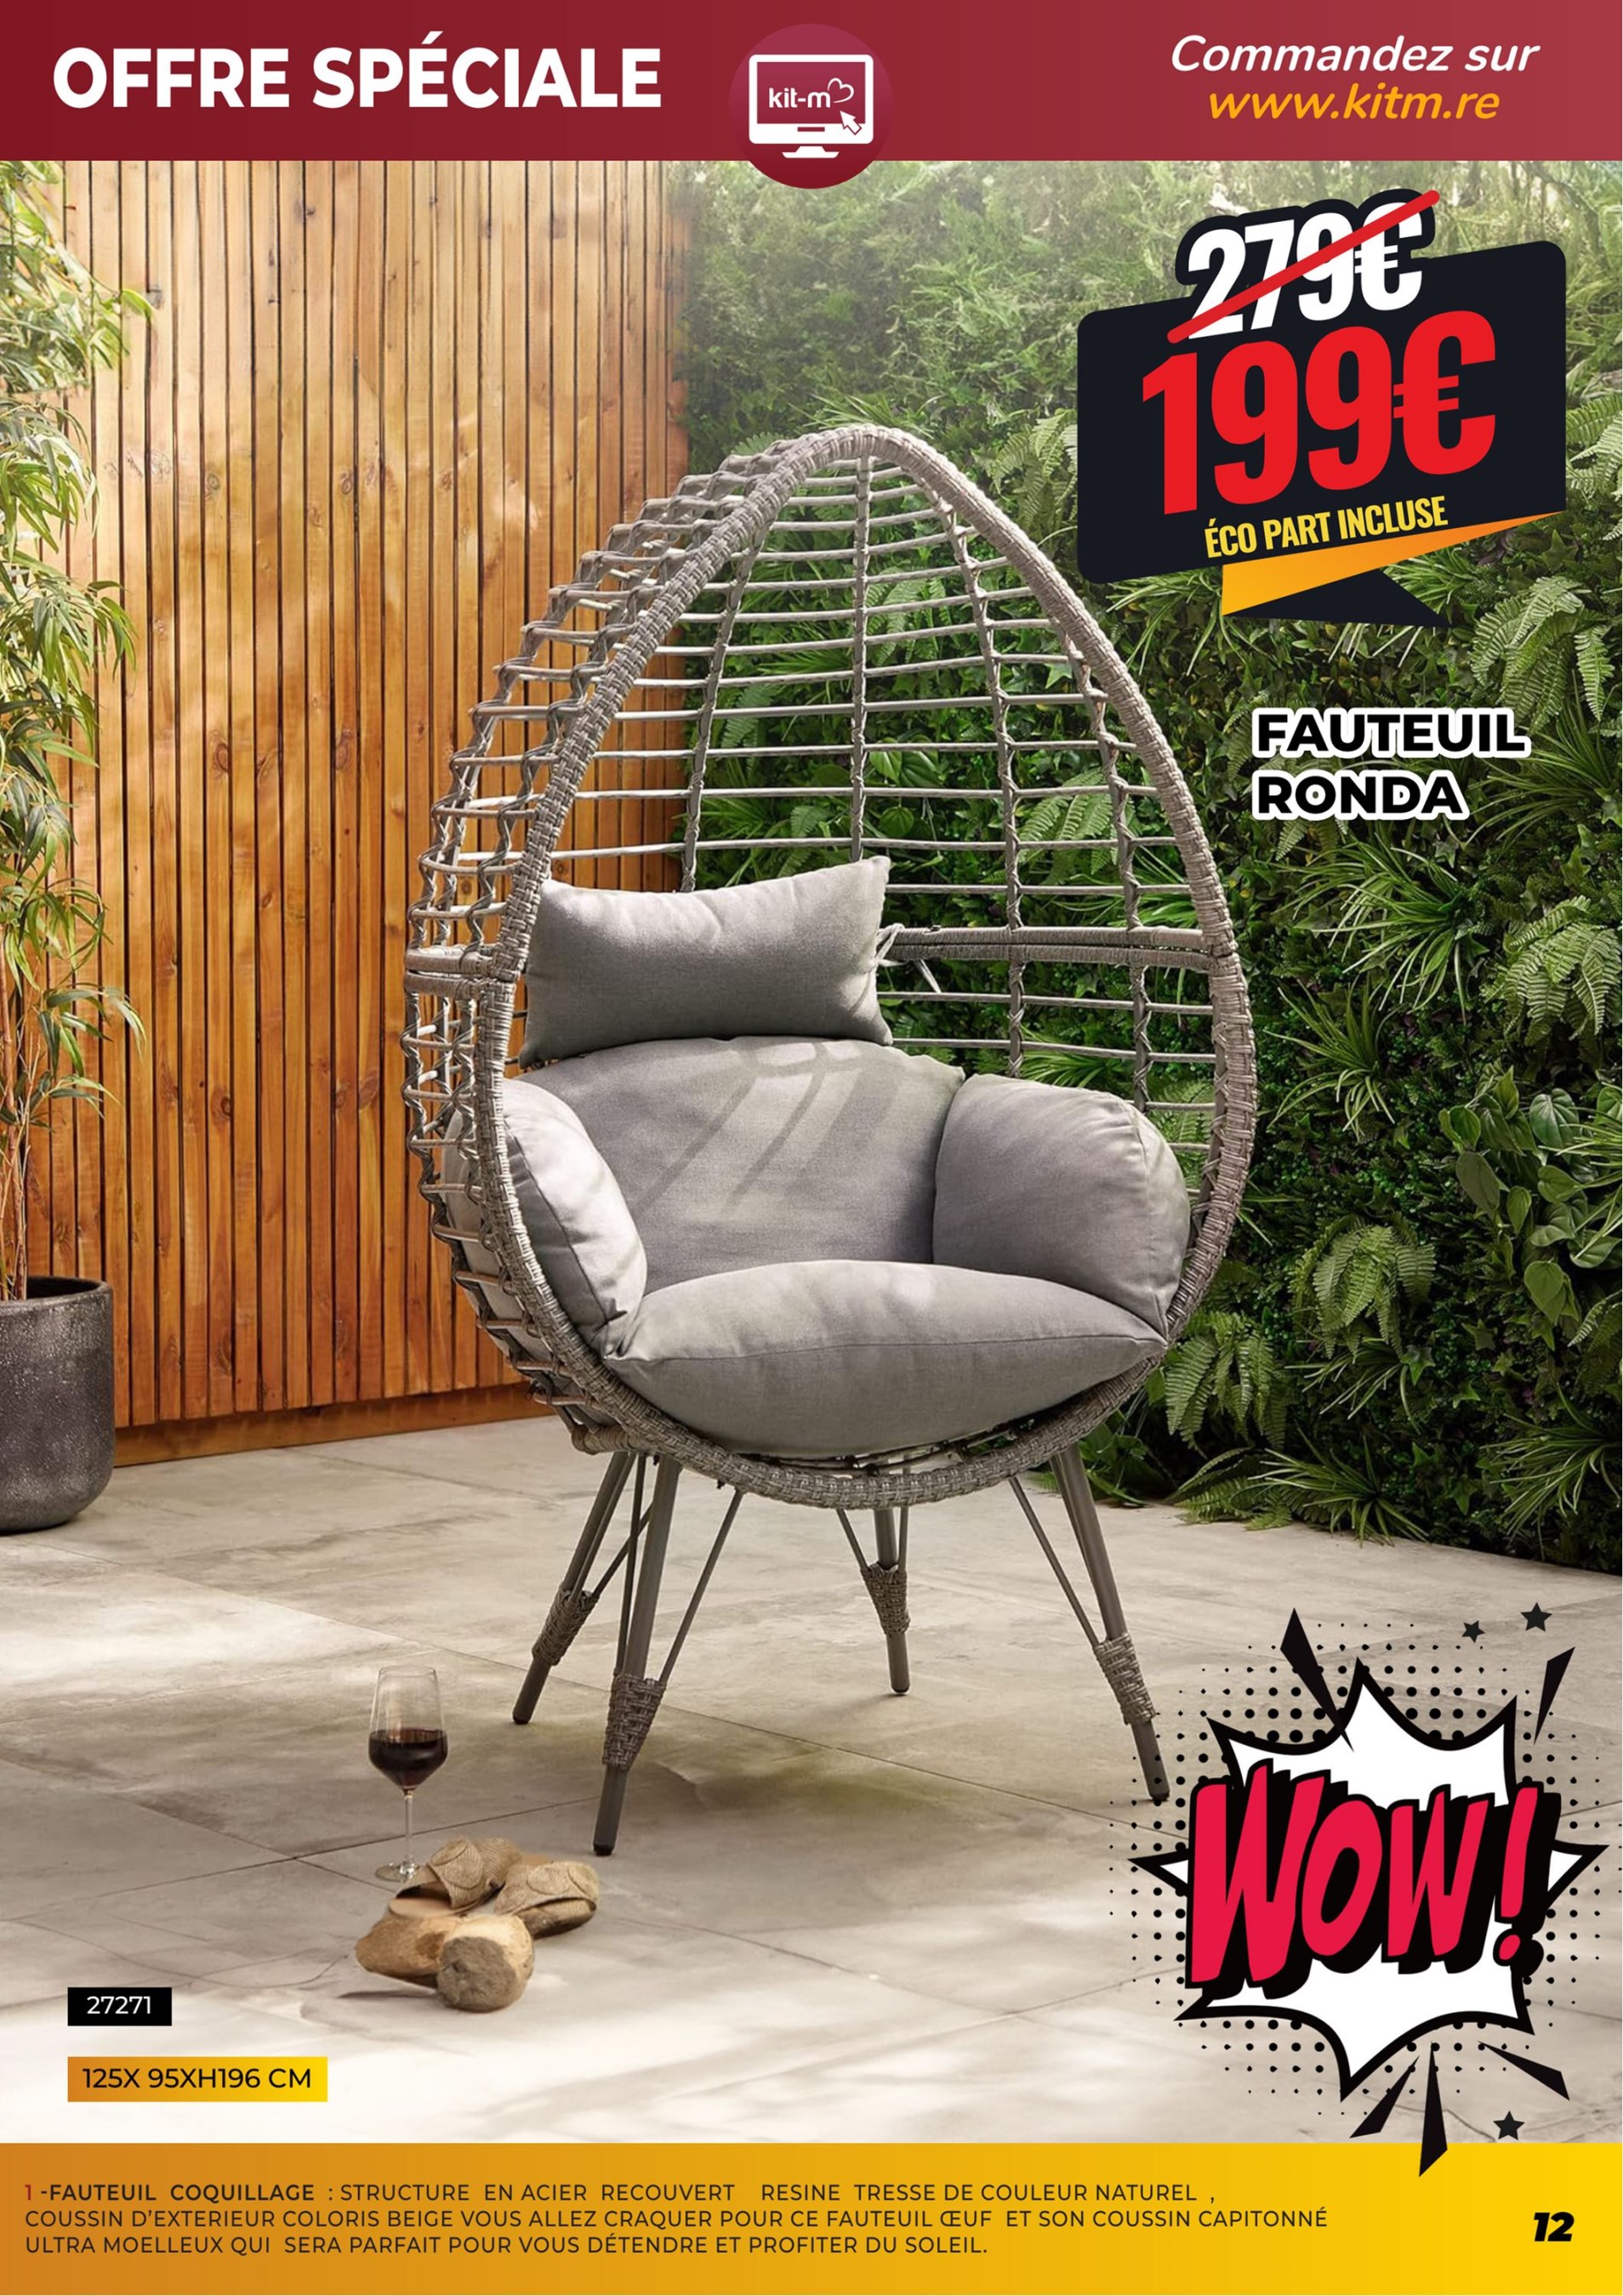 OFFRE SPÉCIALE
kit-m
Commandez sur
www.kitm.re
279€
199€
ÉCO PART INCLUSE
FAUTEUIL
RONDA
WOW!
27271
125X 95XH196 CM
1 -FAUTEUIL COQUILLAGE : STRUCTURE EN ACIER RECOUVERT RESINE TRESSE DE COULEUR NATUREL ,
COUSSIN D'EXTERIEUR COLORIS BEIGE VOUS ALLEZ CRAQUER POUR CE FAUTEUIL ŒUF ET SON COUSSIN CAPITONNÉ
ULTRA MOELLEUX QUI SERA PARFAIT POUR VOUS DÉTENDRE ET PROFITER DU SOLEIL.
12